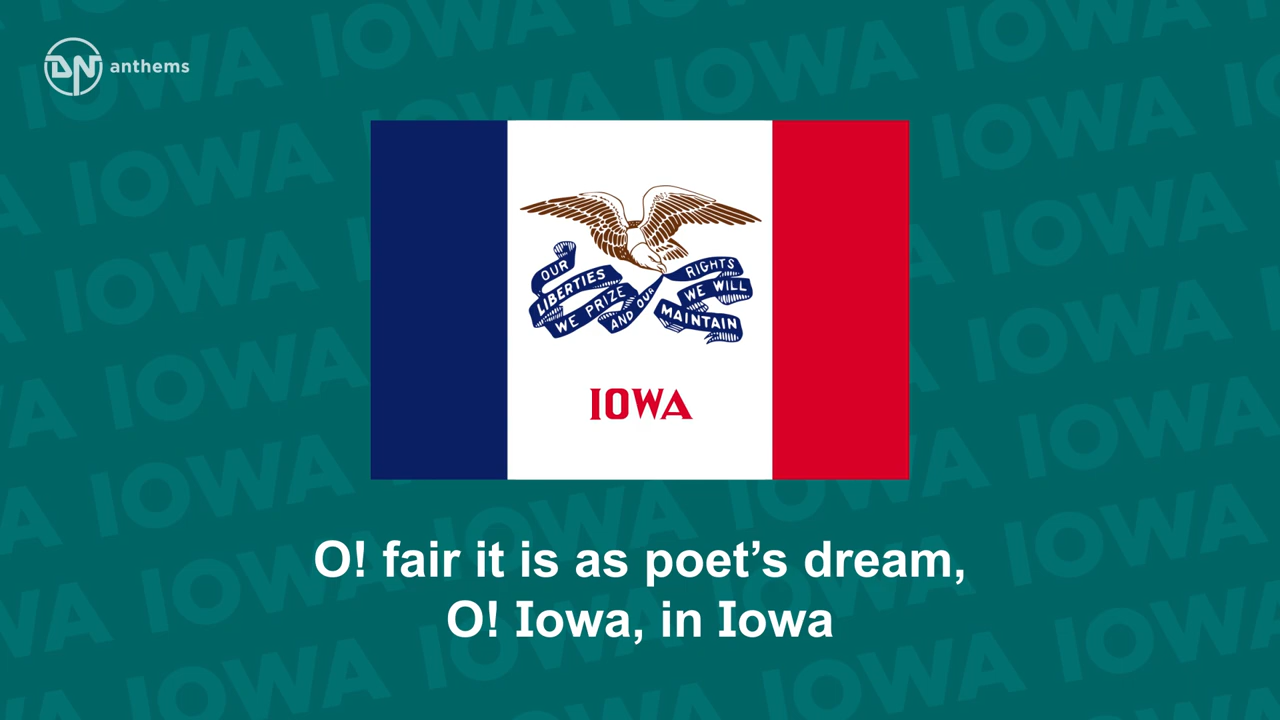 DN anthems
OUR
LIBERTIES
WE PRIZE
AND OUR
RIGHTS
WE WILL
MAINTAIN
IOWA
O! fair it is as poet’s dream,
O! Iowa, in Iowa